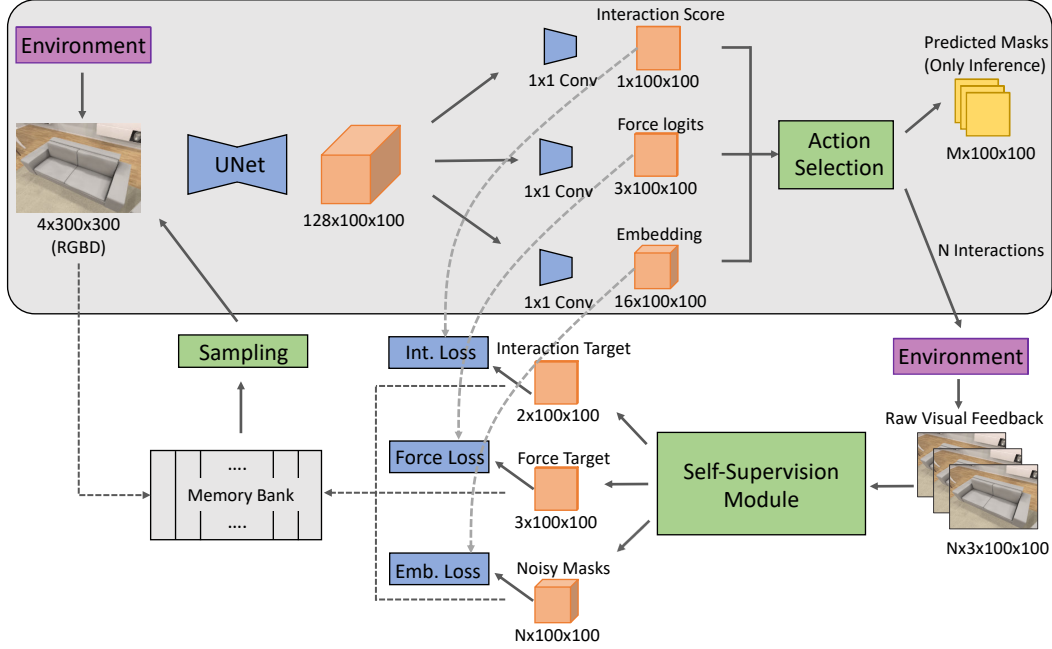 Environment
4x300x300
(RGBD)
UNet
128x100x100
1x1 Conv
Interaction Score
1x100x100
1x1 Conv
Force logits
3x100x100
1x1 Conv
Embedding
16x100x100
Action
Selection
Predicted Masks
(Only Inference)
Mx100x100
N Interactions
Environment
Raw Visual Feedback
Nx3x100x100
Self-Supervision
Module
Interaction Target
2x100x100
Force Target
3x100x100
Noisy Masks
Nx100x100
Int. Loss
Force Loss
Emb. Loss
Sampling
....
Memory Bank
....